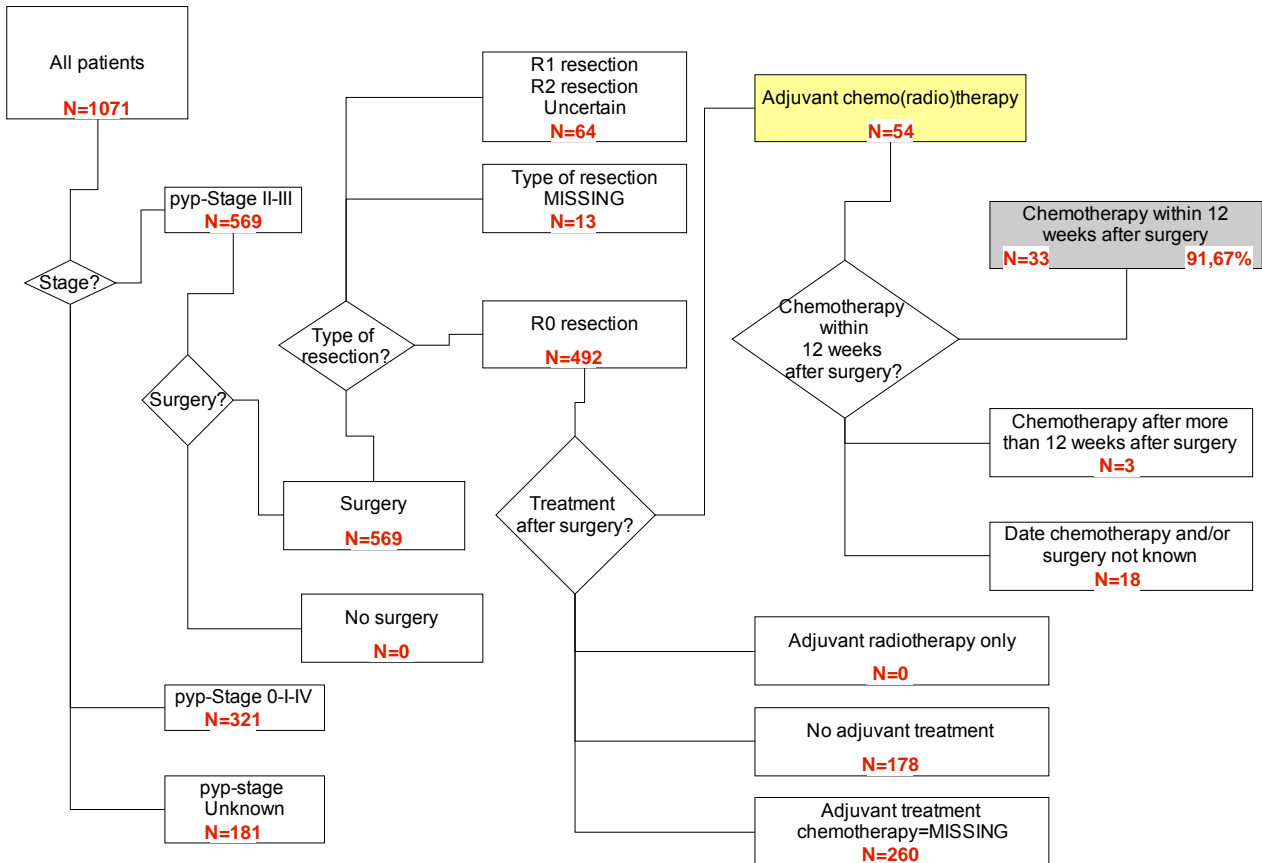 All patients
N=1071
Stage?
pyp-Stage II-III
N=569
pyp-Stage 0-I-IV
N=321
pyp-stage
Unknown
N=181
Surgery?
Surgery
N=569
No surgery
N=0
Type of
resection?
R1 resection
R2 resection
Uncertain
N=64
Type of resection
MISSING
N=13
R0 resection
N=492
Treatment
after surgery?
Adjuvant chemo(radio)therapy
N=54
Adjuvant radiotherapy only
N=0
No adjuvant treatment
N=178
Adjuvant treatment
chemotherapy=MISSING
N=260
Chemotherapy
within
12 weeks
after surgery?
Chemotherapy within 12
weeks after surgery
N=33 91,67%
Chemotherapy after more
than 12 weeks after surgery
N=3
Date chemotherapy and/or
surgery not known
N=18